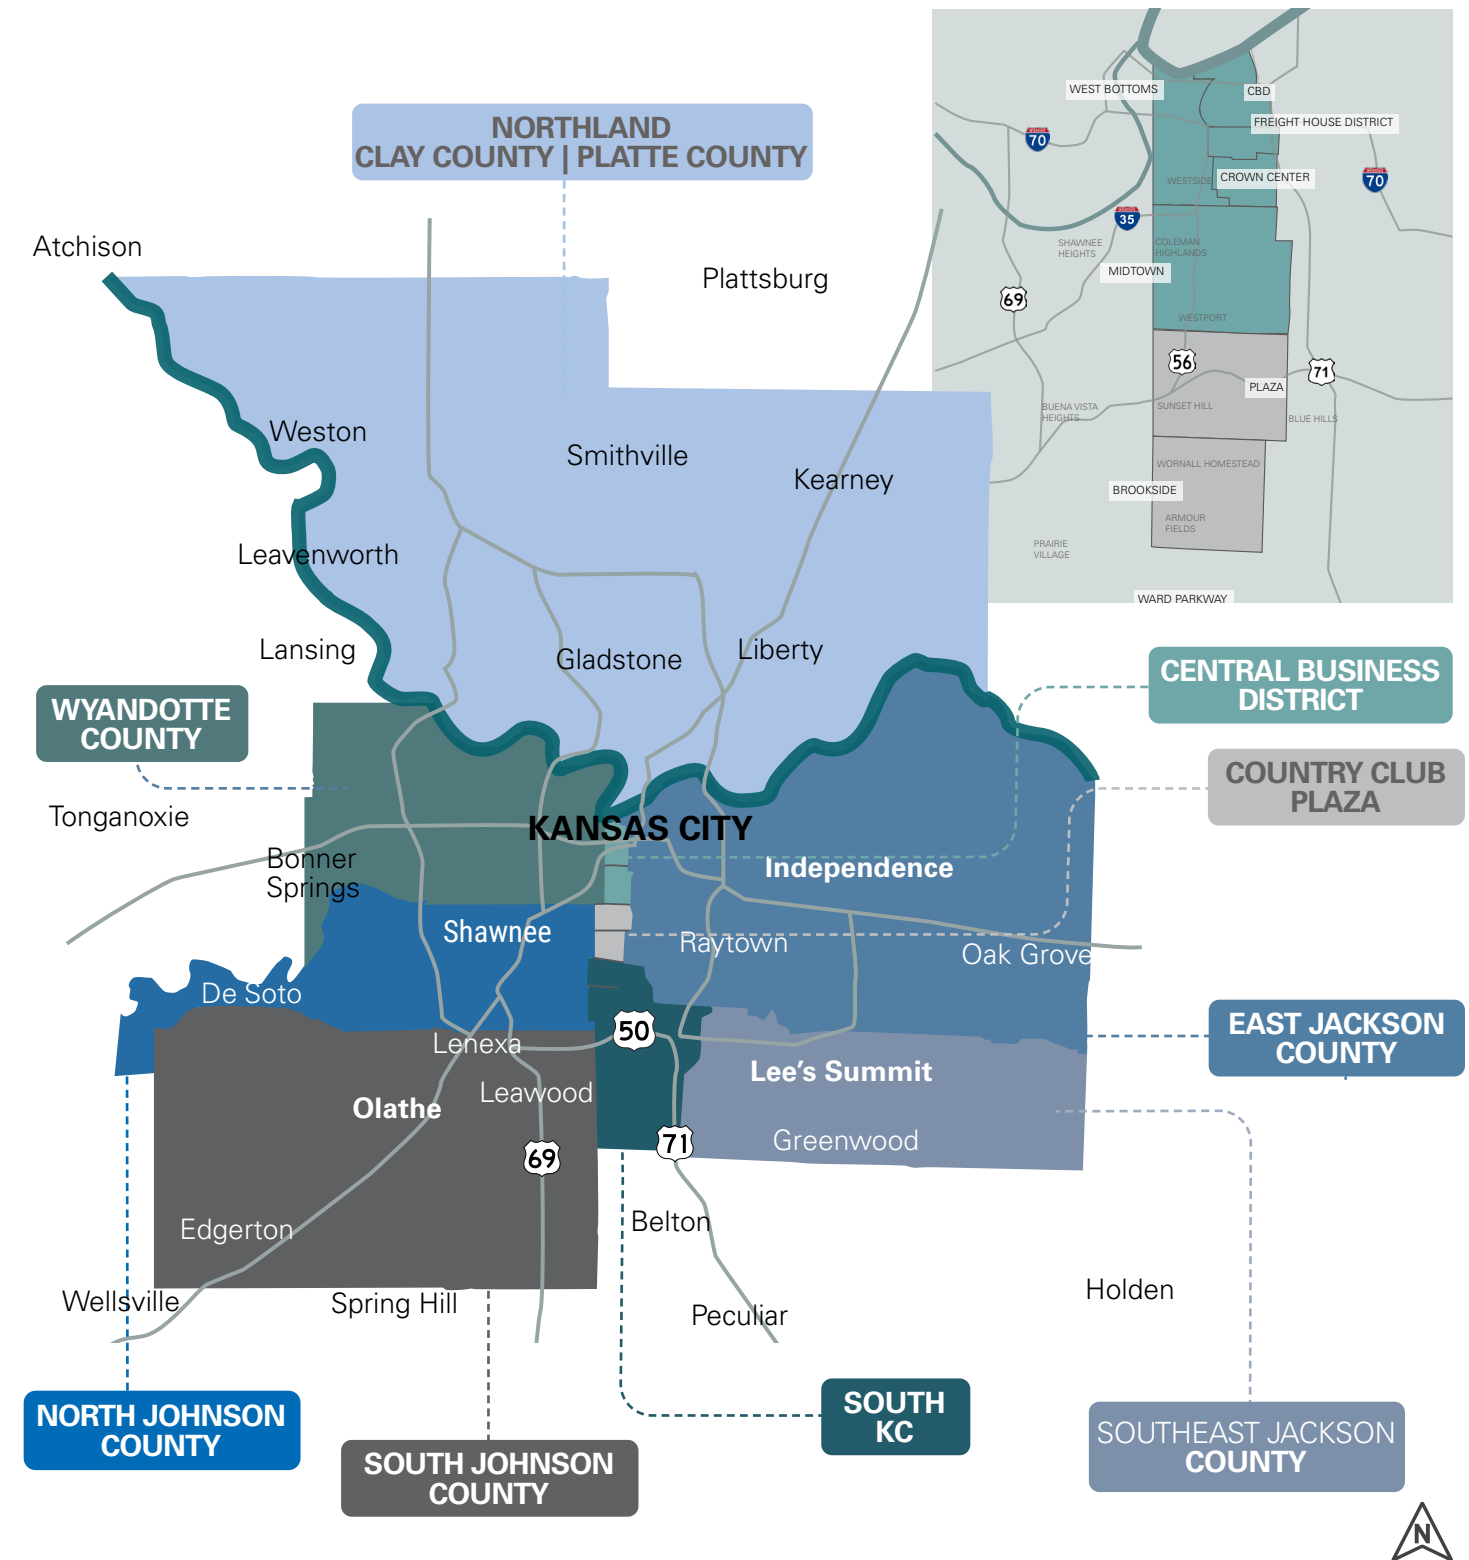 NORTHLAND
CLAY COUNTY | PLATTE COUNTY
Atchison
Plattsburg
Weston
Smithville
Kearney
Leavenworth
Lansing
Gladstone
Liberty
WYANDOTTE
COUNTY
Tonganoxie
KANSAS CITY
Bonner
Springs
Independence
Shawnee
Raytown
Oak Grove
De Soto
50
Lenexa
Lee's Summit
Leawood
Olathe
Greenwood
69
71
Edgerton
Belton
Wellsville
Spring Hill
Peculiar
Holden
WEST BOTTOMS
CBD
FREIGHT HOUSE DISTRICT
70
WESTSIDE
CROWN CENTER
70
35
SHAWNEE
HEIGHTS
COLEMAN
HIGHLANDS
MIDTOWN
69
WESTPORT
56
71
PLAZA
BUENA VISTA
HEIGHTS
SUNSET HILL
BLUE HILLS
WORNALL HOMESTEAD
BROOKSIDE
ARMOUR
FIELDS
PRAIRIE
VILLAGE
WARD PARKWAY
CENTRAL BUSINESS
DISTRICT
COUNTRY CLUB
PLAZA
EAST JACKSON
COUNTY
NORTH JOHNSON
COUNTY
SOUTH JOHNSON
COUNTY
SOUTH
KC
SOUTHEAST JACKSON
COUNTY
N